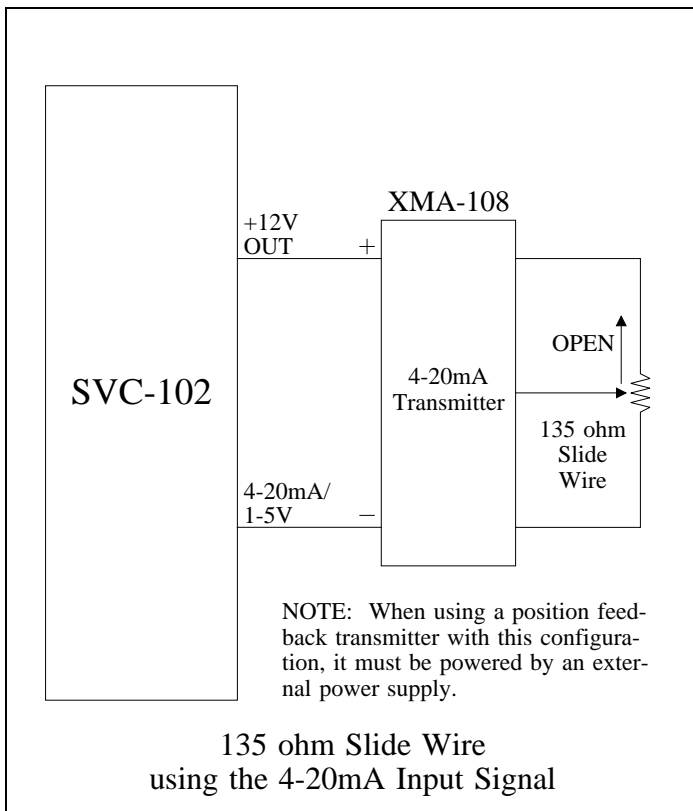 XMA-108
+12V
OUT
+
SVC-102
4-20mA
Transmitter
OPEN
135 ohm
Slide
Wire
4-20mA/
1-5V
−
NOTE: When using a position feed-
back transmitter with this configura-
tion, it must be powered by an exter-
nal power supply.
135 ohm Slide Wire
using the 4-20mA Input Signal